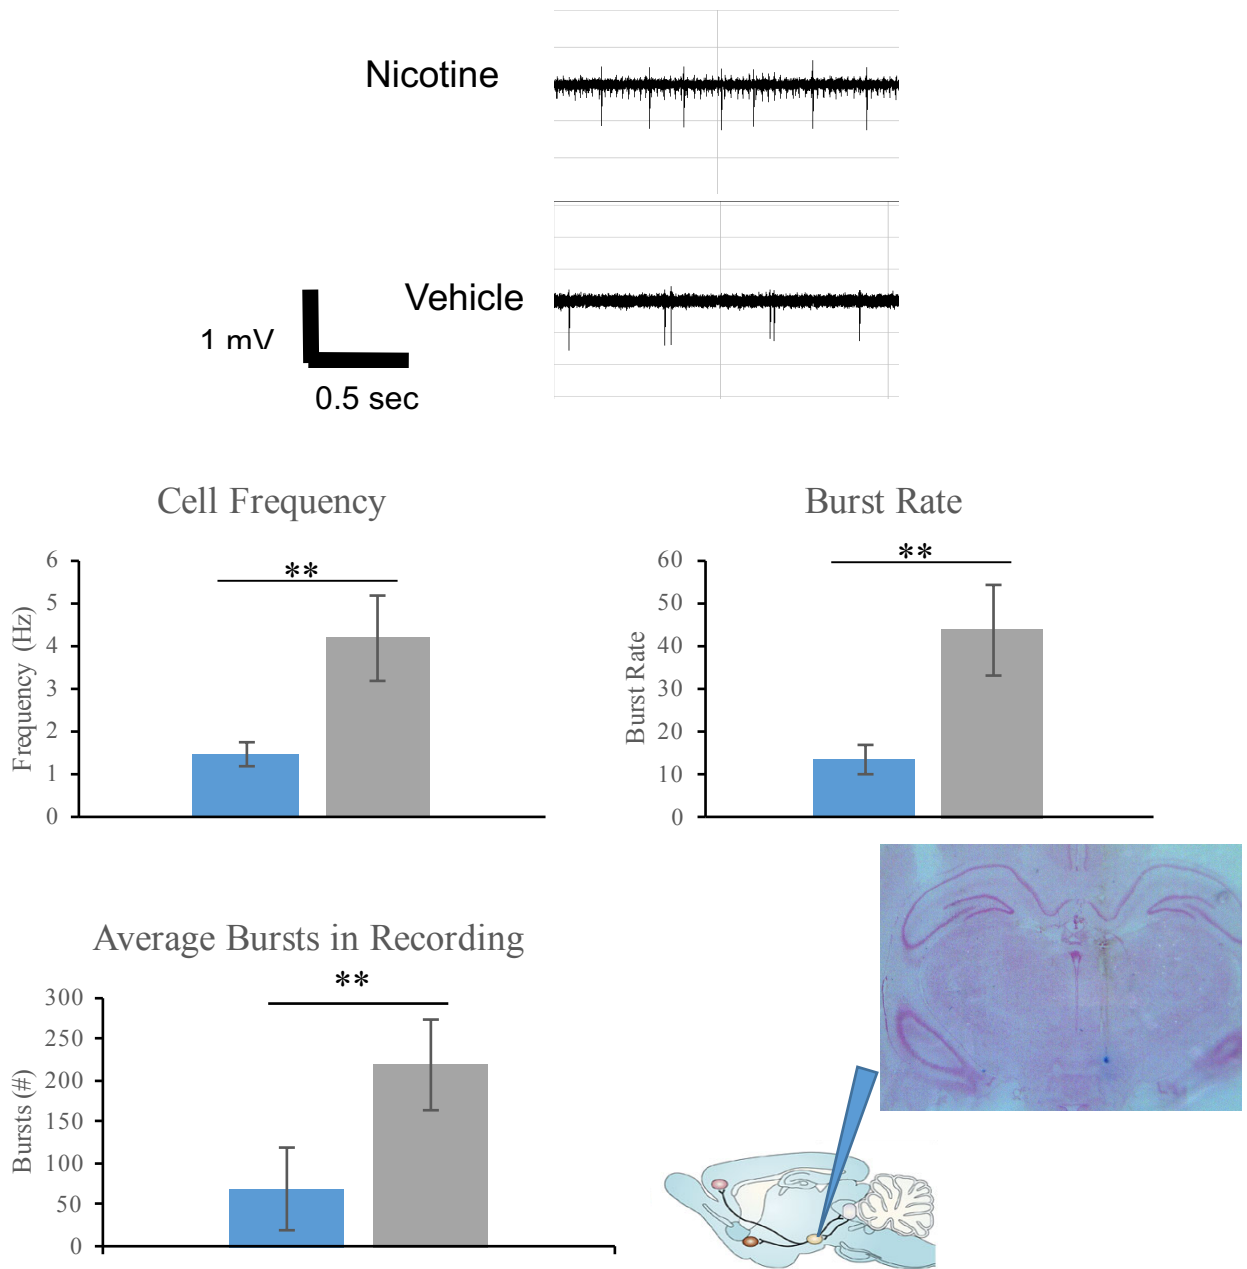 Nicotine
Vehicle
1 mV
0.5 sec
Cell Frequency
**
6
5
4
3
2
1
0
Frequency (Hz)
Burst Rate
**
60
50
40
30
20
10
0
Burst Rate
Average Bursts in Recording
**
300
250
200
150
100
50
0
Bursts (#)